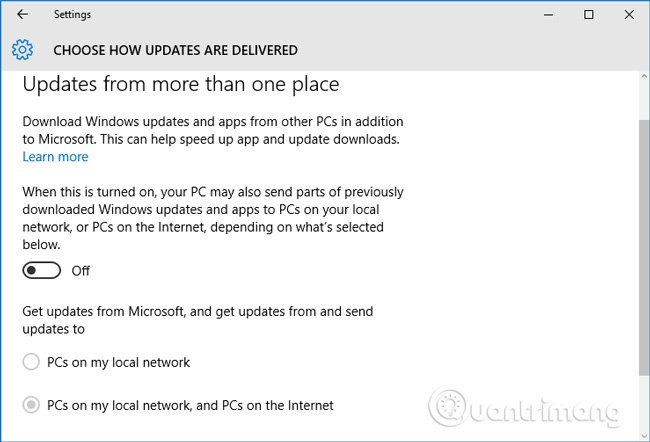 Settings
CHOOSE HOW UPDATES ARE DELIVERED
Updates from more than one place
Download Windows updates and apps from other PCs in addition
to Microsoft. This can help speed up app and update downloads.
Learn more
When this is turned on, your PC may also send parts of previously
downloaded Windows updates and apps to PCs on your local
network, or PCs on the Internet, depending on what's selected
below.
Off
Get updates from Microsoft, and get updates from and send
updates to
PCs on my local network
PCs on my local network, and PCs on the Internet
Quantrimang